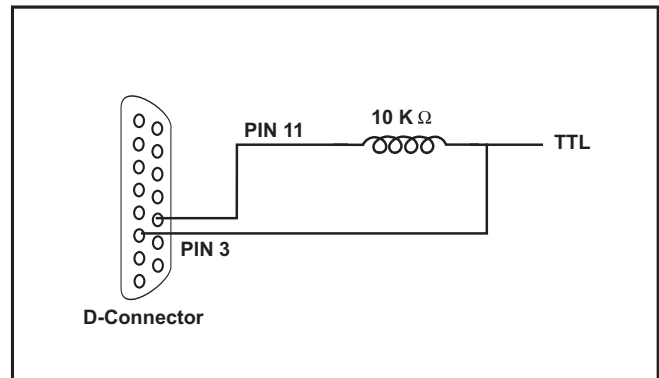 10 K Ω
PIN 11
TTL
PIN 3
D-Connector